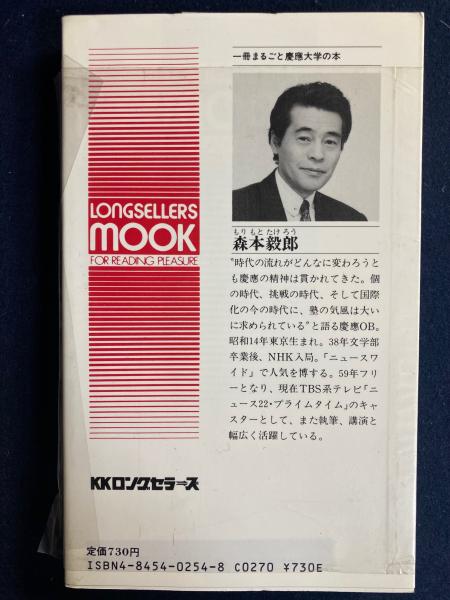 一冊まるごと慶應大学の本
LONGSELLERS
MOOK
FOR READING PLEASURE
もりもとたけろう
森本毅郎
"時代の流れがどんなに変わろうと
も慶應の精神は貫かれてきた。個
の時代、挑戦の時代、そして国際
化の今の時代に、塾の気風は大い
に求められている"と語る慶應OB。
昭和14年東京生まれ。38年文学部
卒業後、NHK入局。「ニュースワ
イド」で人気を博する。59年フリ
ーとなり、現在TBS系テレビ「ニ
ュース22・プライムタイム」のキャ
スターとして、また執筆、講演と
幅広く活躍している。
KKロングセラーズ
定価730円
ISBN4-8454-0254-8 C0270 ¥730E